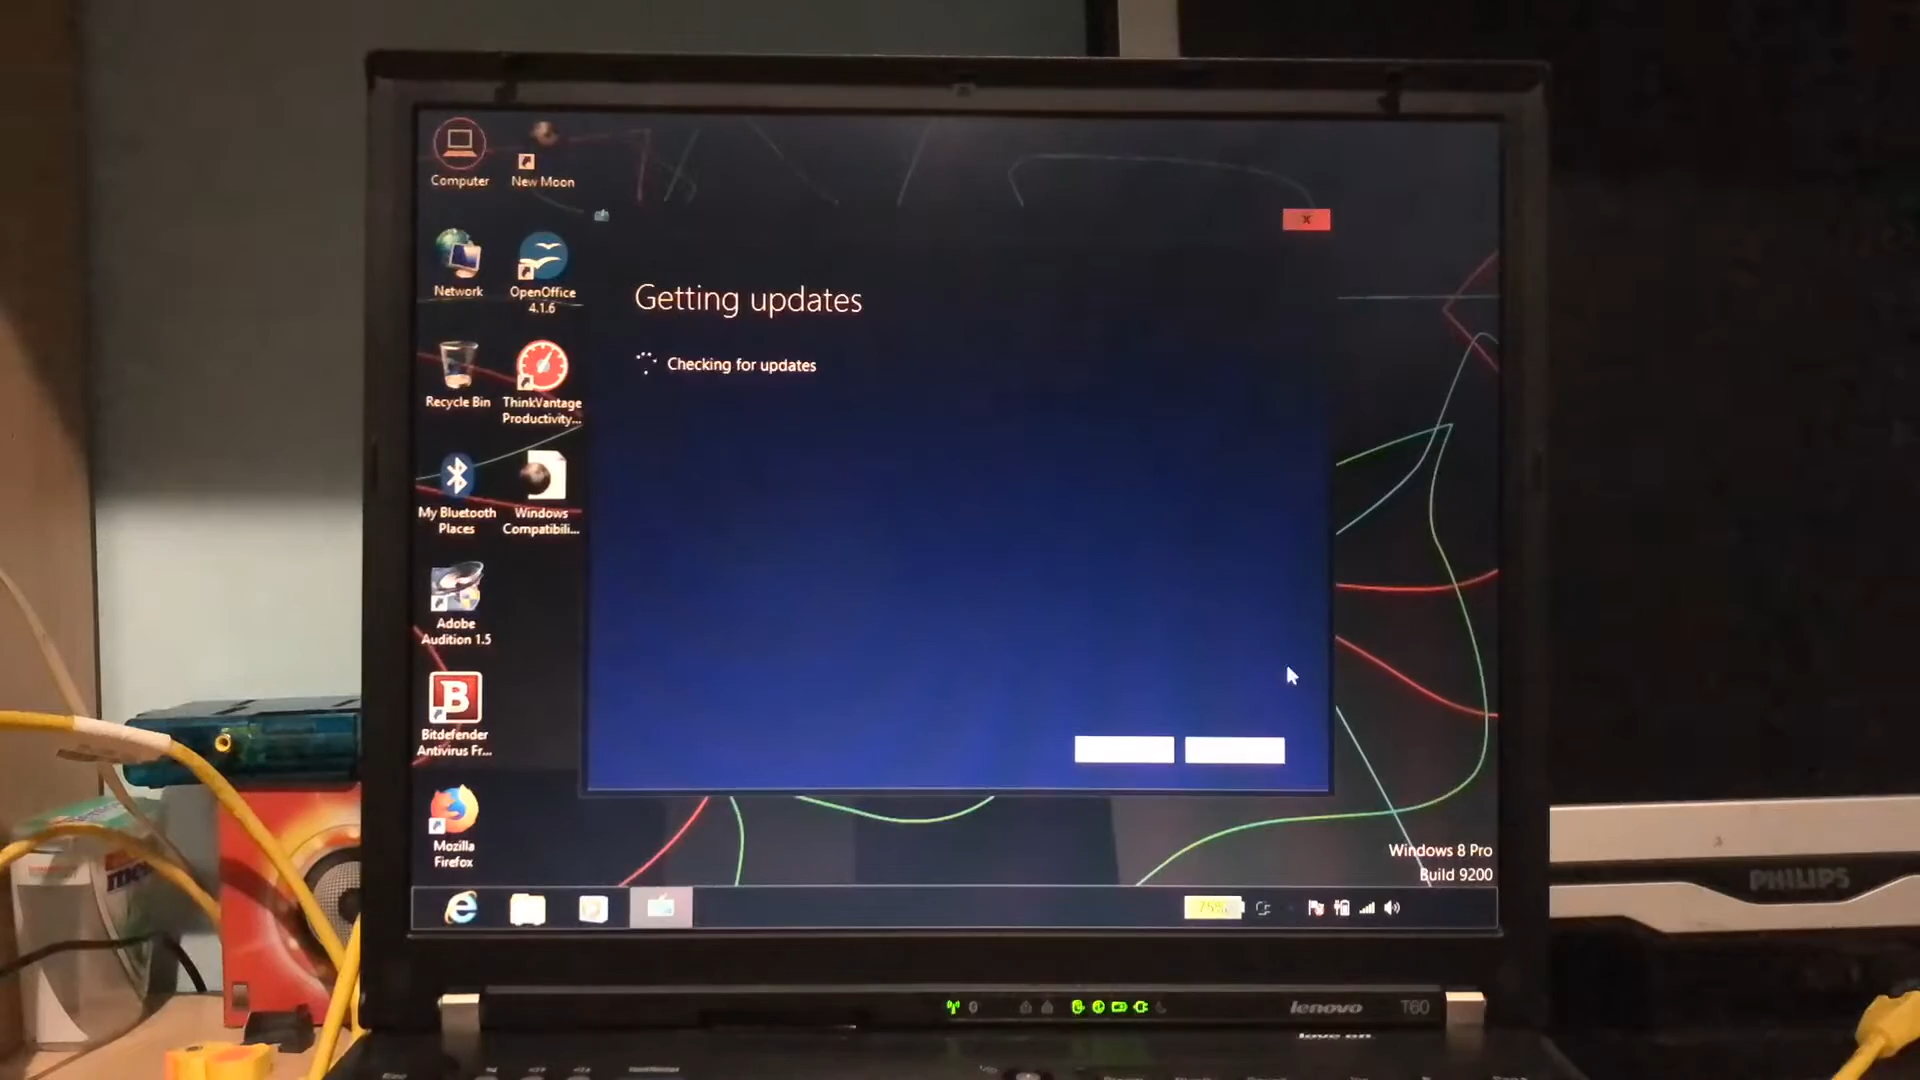 Computer
New Moon
Network
OpenOffice
4.1.6
Recycle Bin
ThinkVantage
Productivity...
My Bluetooth
Places
Windows
Compatibili...
Adobe
Audition 1.5
Bitdefender
Antivirus Fr...
Mozilla
Firefox
Getting updates
Checking for updates
x
Windows 8 Pro
Build 9200
75%
lenovo T60
PHILIPS